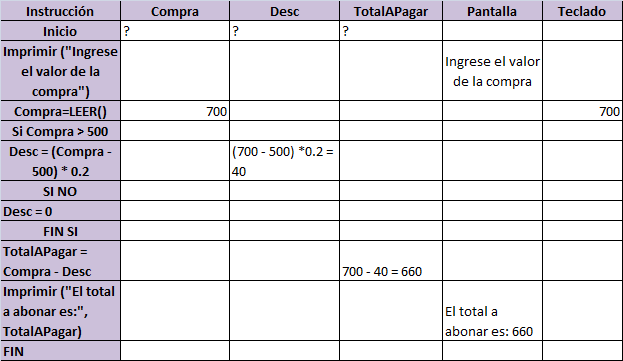 Instrucción Compra Desc TotalAPagar Pantalla Teclado
Inicio ? ? ?
Imprimir ("Ingrese
el valor de la
compra")
Ingrese el valor
de la compra
Compra=LEER() 700 700
Si Compra > 500
Desc = (Compra -
500) * 0.2
(700 - 500) *0.2 =
40
SI NO
Desc = 0
FIN SI
TotalAPagar =
Compra - Desc
700 - 40 = 660
Imprimir ("El total
a abonar es:",
TotalAPagar)
El total a
abonar es: 660
FIN